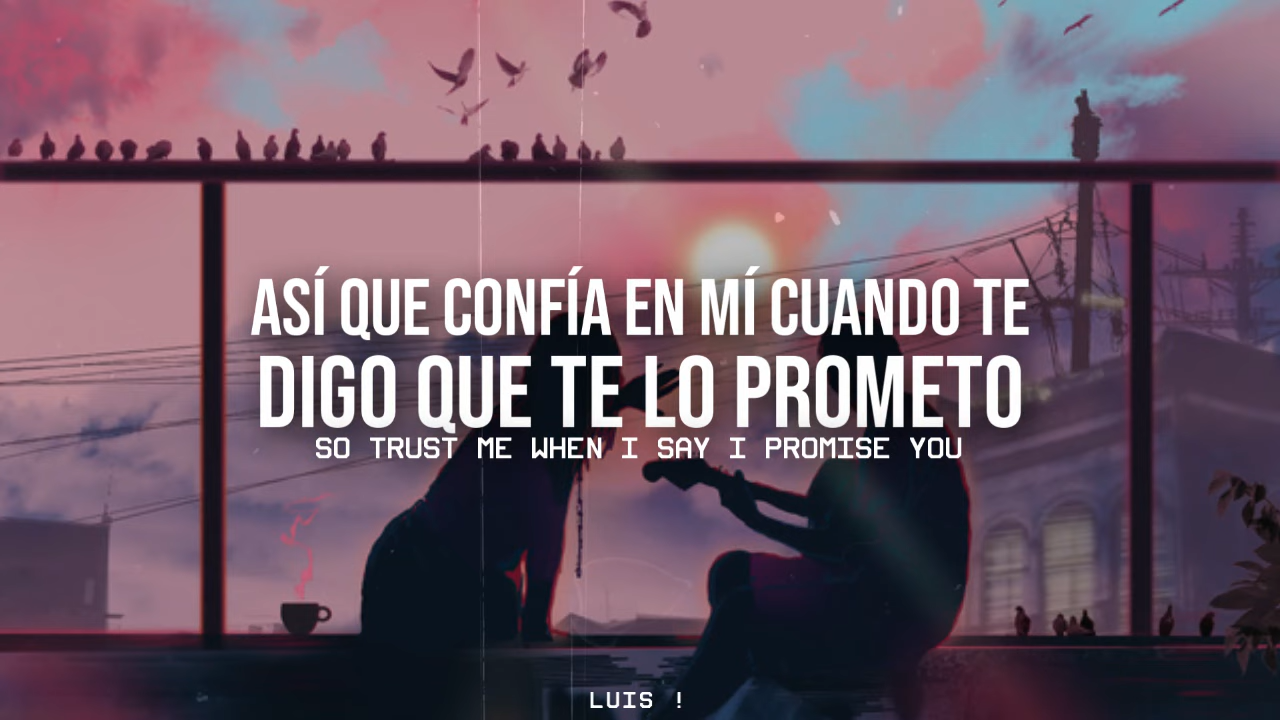 ASÍ QUE CONFÍA EN MÍ CUANDO TE
DIGO QUE TE LO PROMETO
SO TRUST ME WHEN I SAY I PROMISE YOU
LUIS !